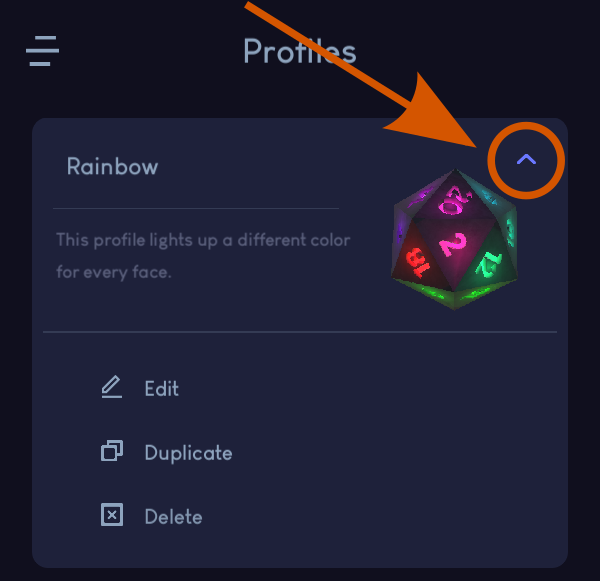 Profiles
Rainbow
This profile lights up a different color
for every face.
20
2
18
12
Edit
Duplicate
Delete